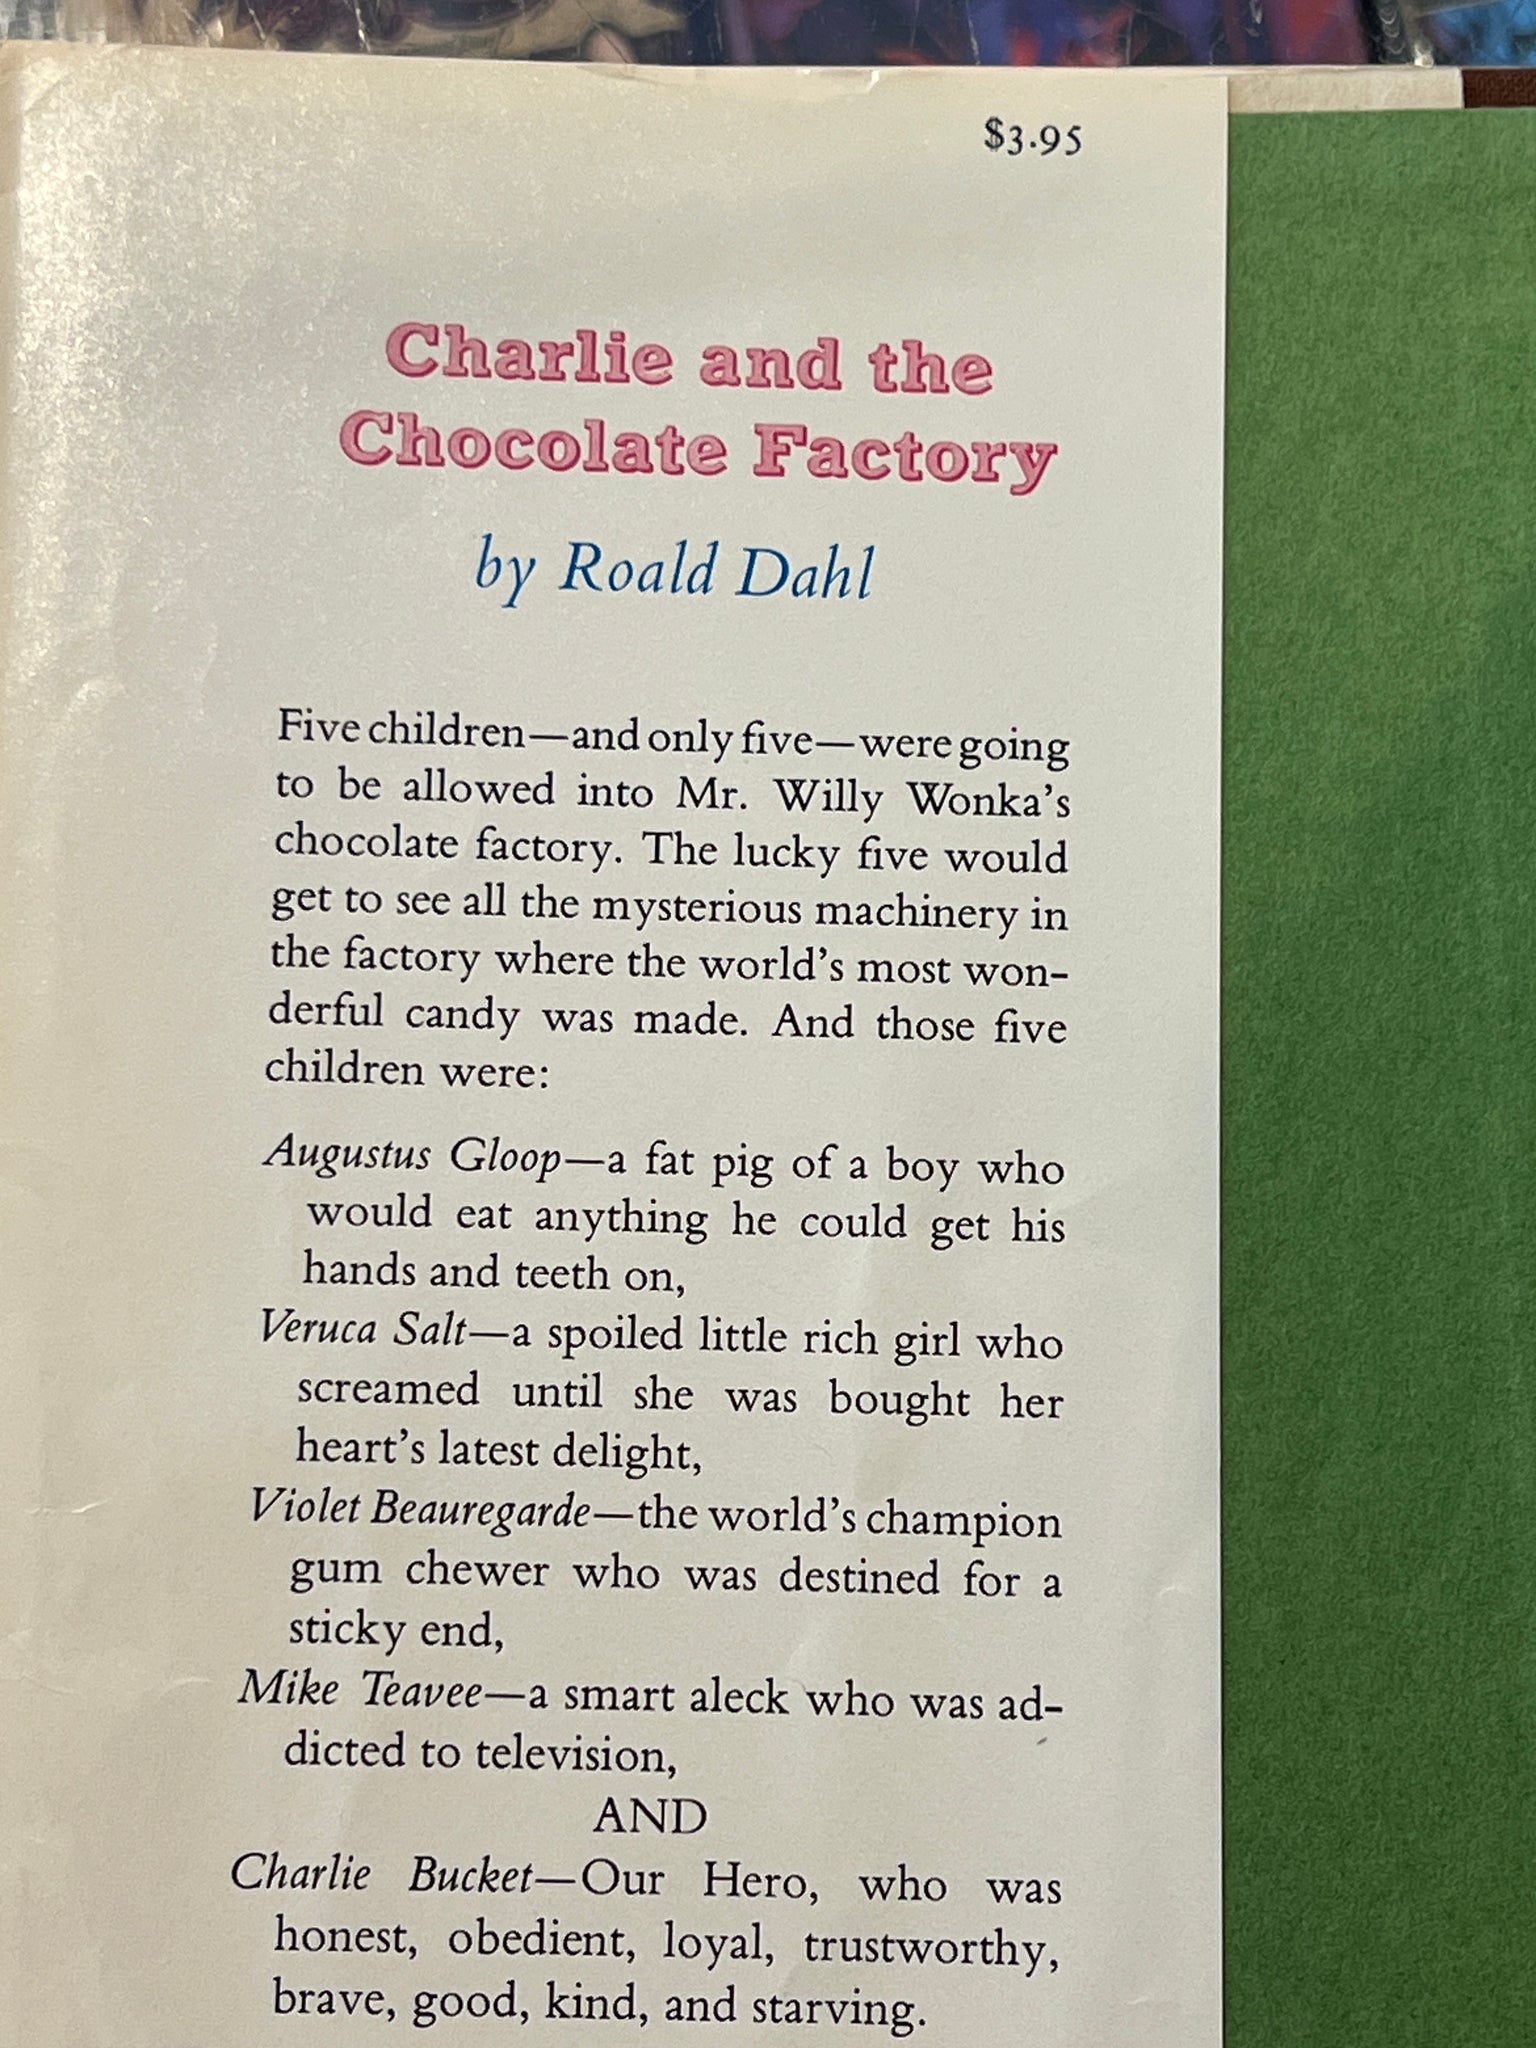 $3.95
Charlie and the
Chocolate Factory
by Roald Dahl
Five children—and only five—were going
to be allowed into Mr. Willy Wonka's
chocolate factory. The lucky five would
get to see all the mysterious machinery in
the factory where the world's most won-
derful candy was made. And those five
children were:
Augustus Gloop—a fat pig of a boy who
would eat anything he could get his
hands and teeth on,
Veruca Salt—a spoiled little rich girl who
screamed until she was bought her
heart's latest delight,
Violet Beauregarde—the world's champion
gum chewer who was destined for a
sticky end,
Mike Teavee—a smart aleck who was ad-
dicted to television,
AND
Charlie Bucket—Our Hero, who was
honest, obedient, loyal, trustworthy,
brave, good, kind, and starving.